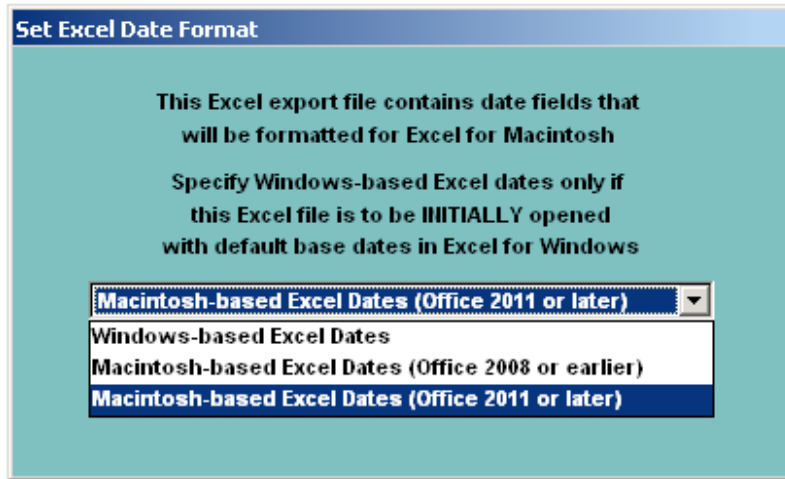 Set Excel Date Format
This Excel export file contains date fields that
will be formatted for Excel for Macintosh
Specify Windows-based Excel dates only if
this Excel file is to be INITIALLY opened
with default base dates in Excel for Windows
Macintosh-based Excel Dates (Office 2011 or later)
Windows-based Excel Dates
Macintosh-based Excel Dates (Office 2008 or earlier)
Macintosh-based Excel Dates (Office 2011 or later)